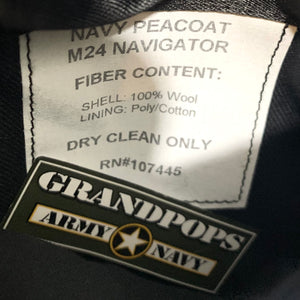 NAVY PEACOAT
M24 NAVIGATOR
FIBER CONTENT:
SHELL: 100% Wool
LINING: Poly/Cotton
DRY CLEAN ONLY
RN#107445
GRANDPOPS
ARMY NAVY